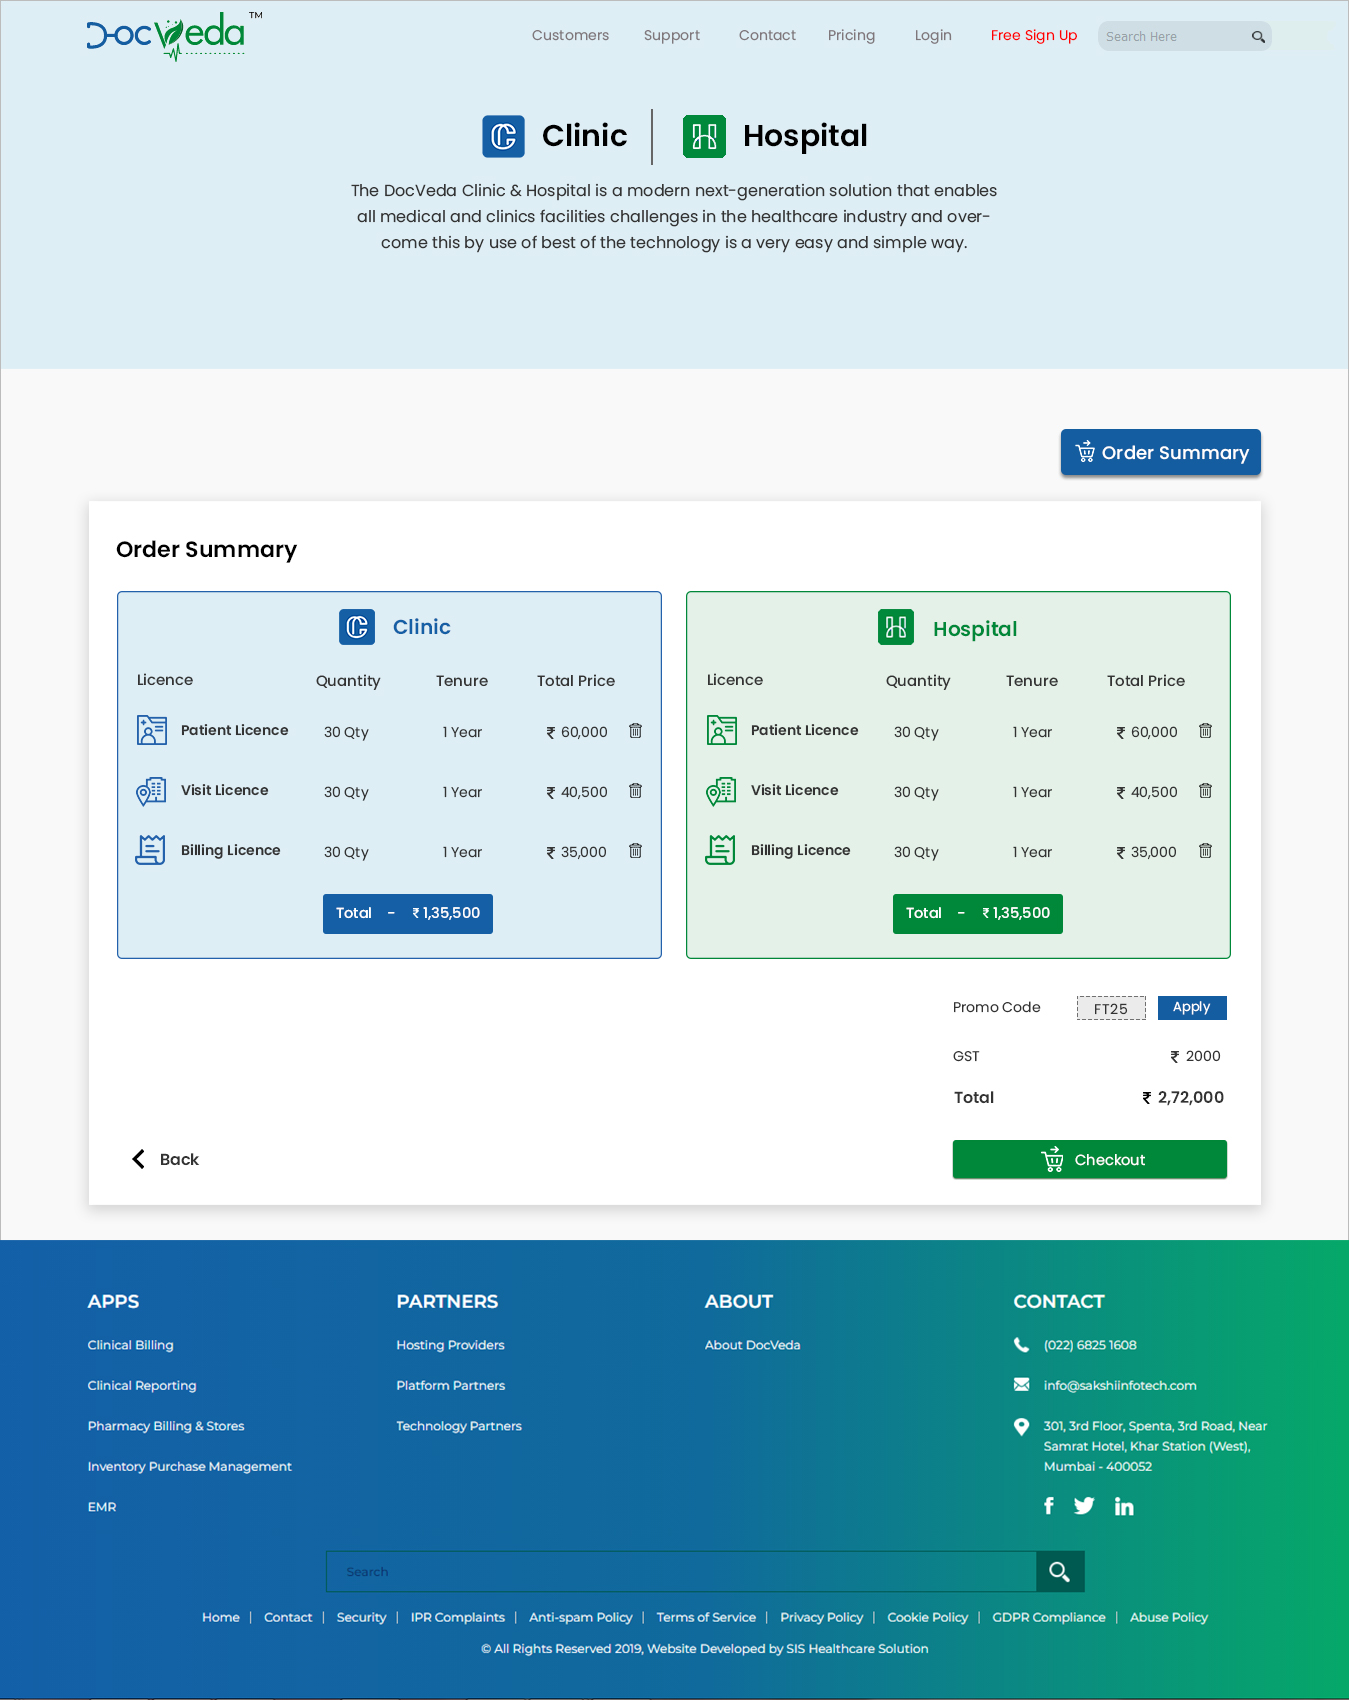 DocVeda TM
Customers Support Contact Pricing Login Free Sign Up Search Here
Clinic Hospital
The DocVeda Clinic & Hospital is a modern next-generation solution that enables
all medical and clinics facilities challenges in the healthcare industry and over-
come this by use of best of the technology is a very easy and simple way.
Order Summary
Order Summary
Clinic
Licence Quantity Tenure Total Price
Patient Licence 30 Qty 1 Year ₹ 60,000
Visit Licence 30 Qty 1 Year ₹ 40,500
Billing Licence 30 Qty 1 Year ₹ 35,000
Total - ₹ 1,35,500
Hospital
Licence Quantity Tenure Total Price
Patient Licence 30 Qty 1 Year ₹ 60,000
Visit Licence 30 Qty 1 Year ₹ 40,500
Billing Licence 30 Qty 1 Year ₹ 35,000
Total - ₹ 1,35,500
Promo Code FT25 Apply
GST ₹ 2000
Total ₹ 2,72,000
Back Checkout
APPS
Clinical Billing
Clinical Reporting
Pharmacy Billing & Stores
Inventory Purchase Management
EMR
PARTNERS
Hosting Providers
Platform Partners
Technology Partners
ABOUT
About DocVeda
CONTACT
(022) 6825 1608
info@sakshiinfotech.com
301, 3rd Floor, Spenta, 3rd Road, Near
Samrat Hotel, Khar Station (West),
Mumbai - 400052
Search
Home | Contact | Security | IPR Complaints | Anti-spam Policy | Terms of Service | Privacy Policy | Cookie Policy | GDPR Compliance | Abuse Policy
© All Rights Reserved 2019, Website Developed by SIS Healthcare Solution